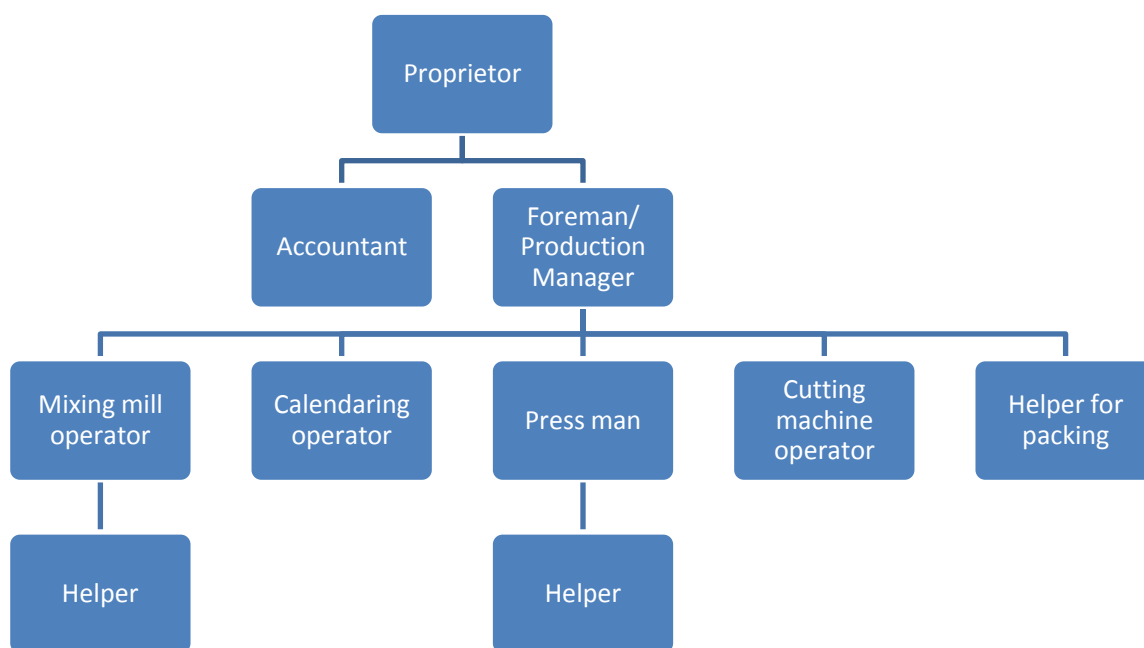 Proprietor
Accountant
Foreman/
Production
Manager
Mixing mill
operator
Calendaring
operator
Press man
Cutting
machine
operator
Helper for
packing
Helper
Helper